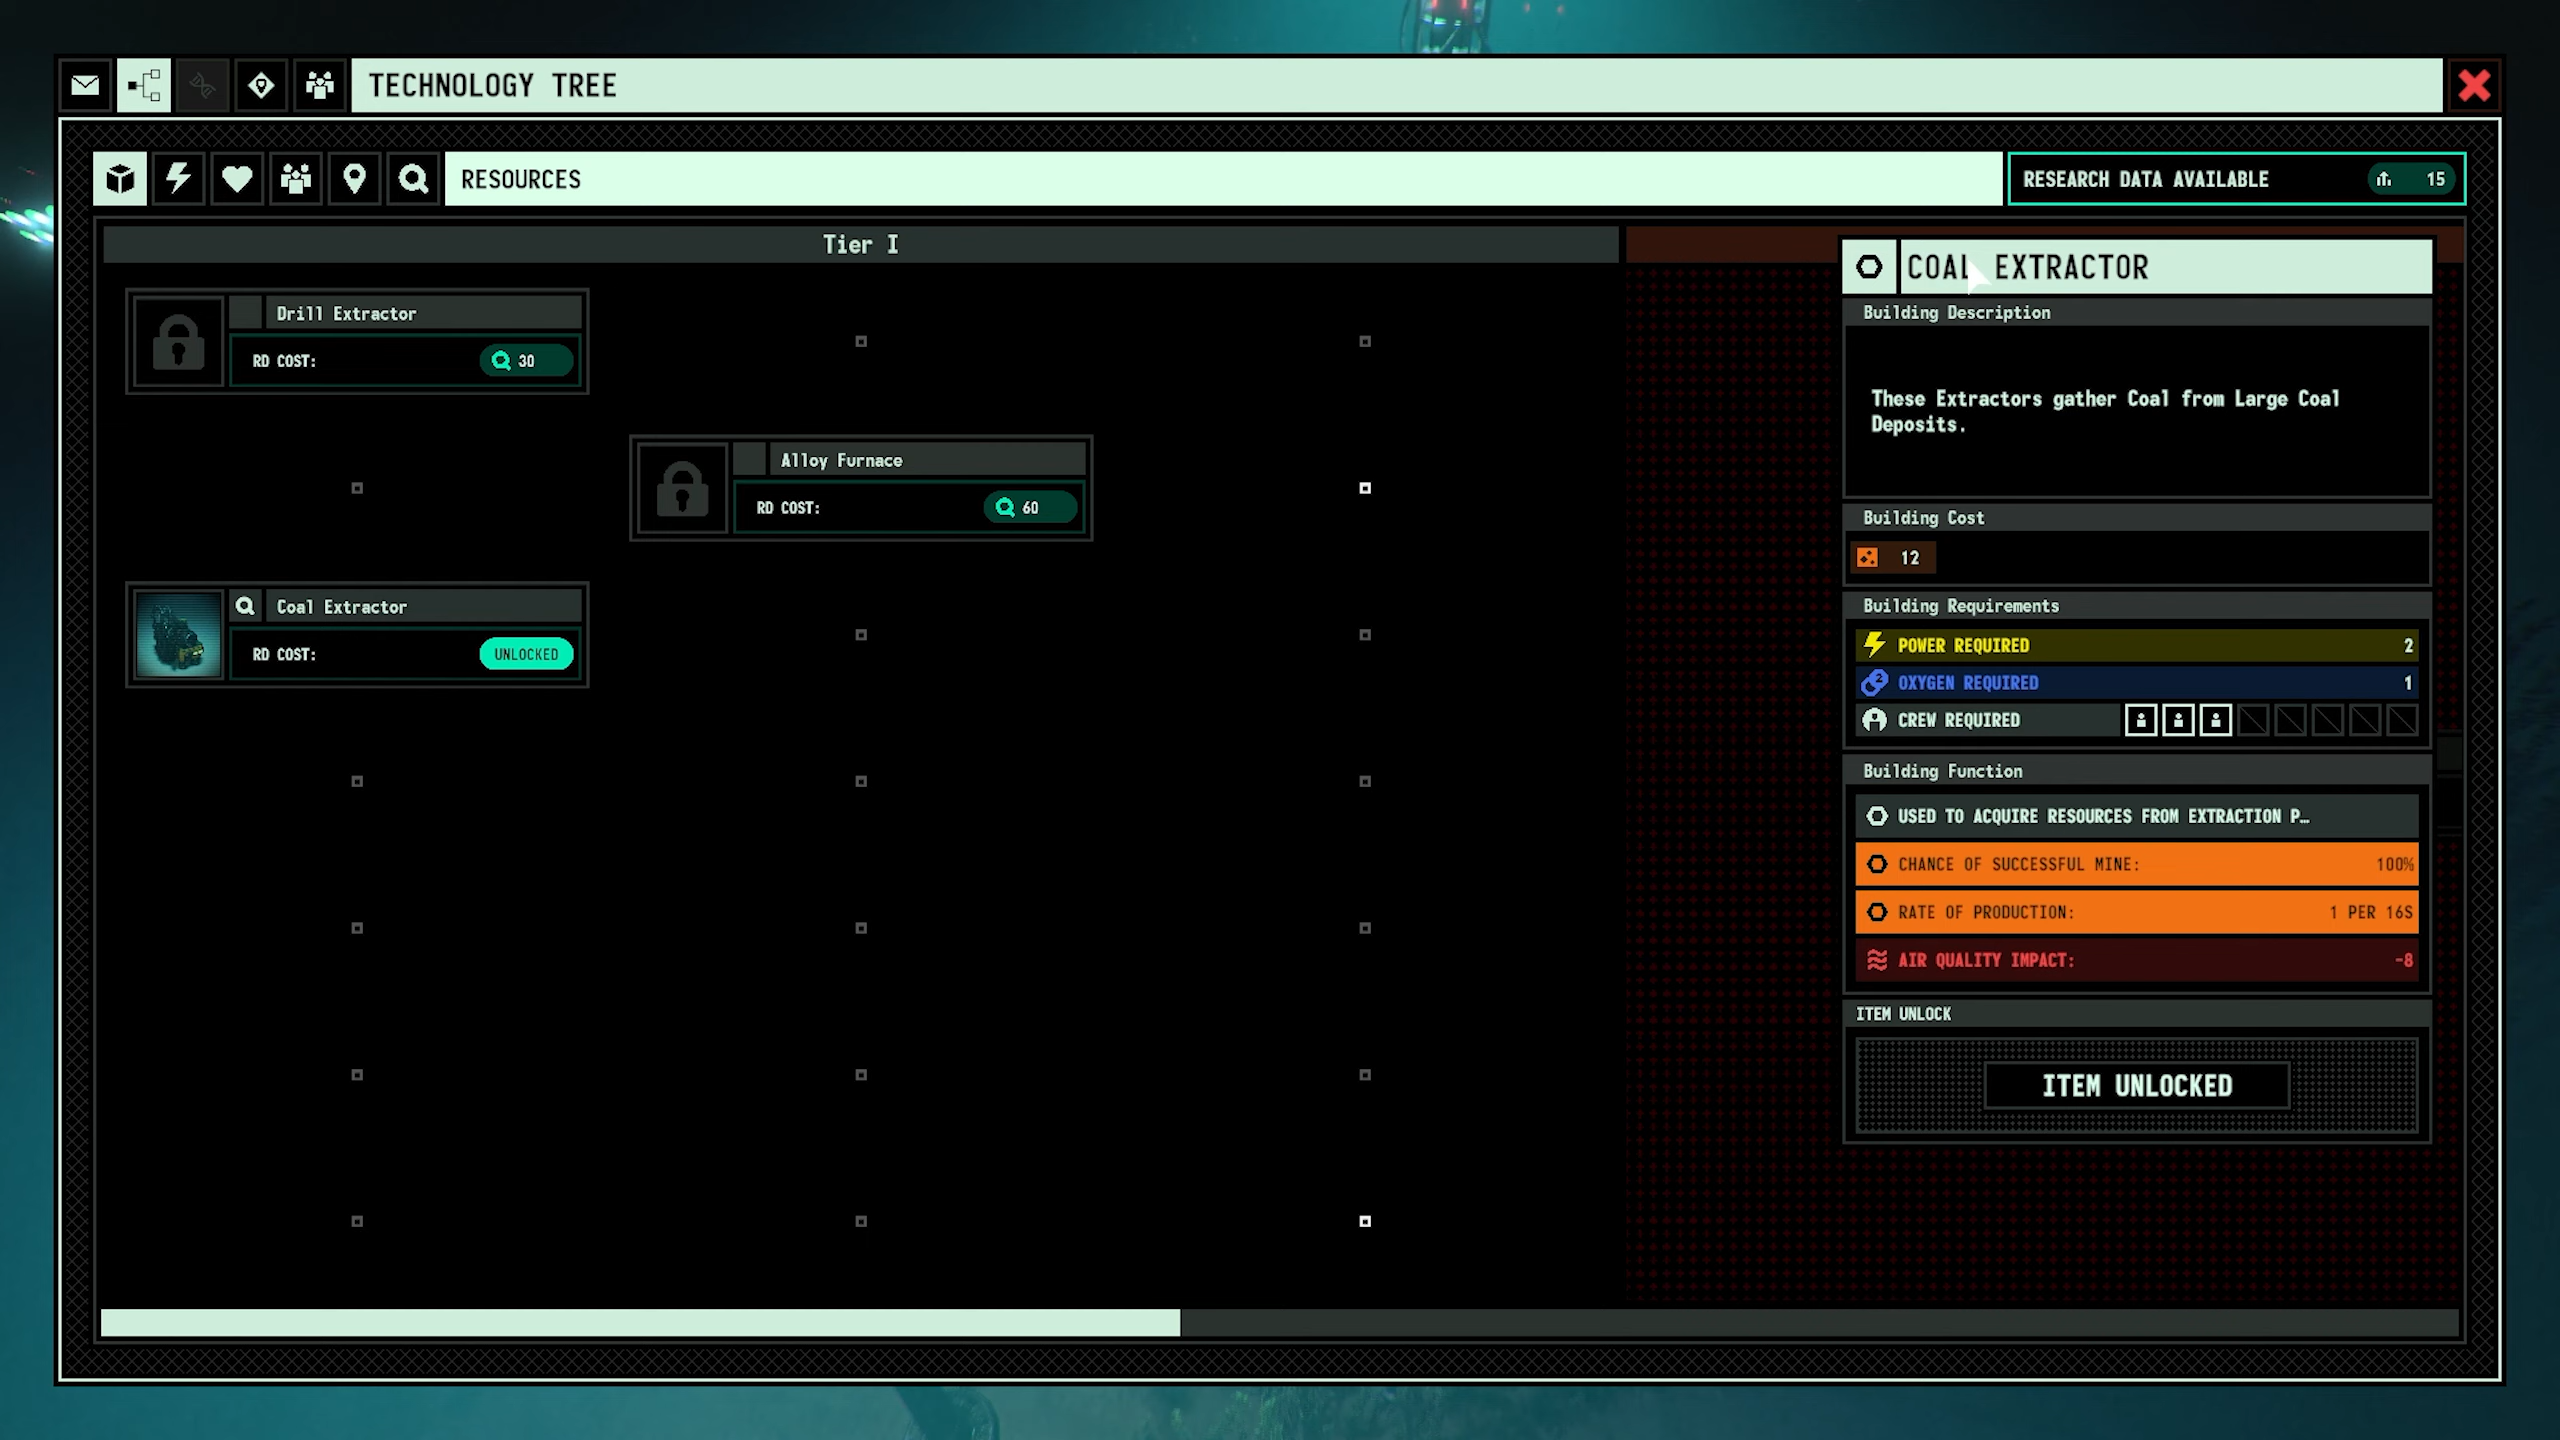 TECHNOLOGY TREE
RESOURCES
RESEARCH DATA AVAILABLE 15
Tier I
Drill Extractor
RD COST: 30
Alloy Furnace
RD COST: 60
Coal Extractor
RD COST: UNLOCKED
COAL EXTRACTOR
Building Description
These Extractors gather Coal from Large Coal
Deposits.
Building Cost
12
Building Requirements
POWER REQUIRED 2
OXYGEN REQUIRED 1
CREW REQUIRED
Building Function
USED TO ACQUIRE RESOURCES FROM EXTRACTION P…
CHANCE OF SUCCESSFUL MINE: 100%
RATE OF PRODUCTION: 1 PER 16S
AIR QUALITY IMPACT: -8
ITEM UNLOCK
ITEM UNLOCKED